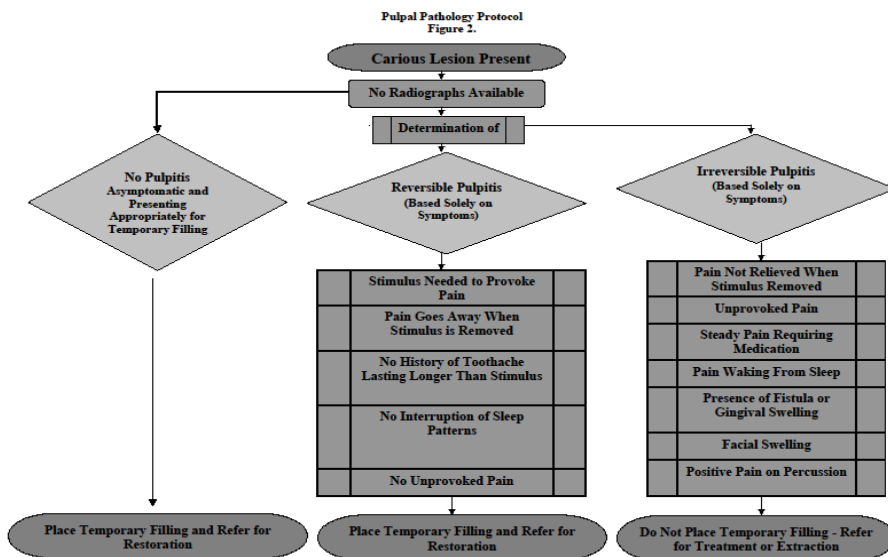 Pulpal Pathology Protocol
Figure 2.
Carious Lesion Present
No Radiographs Available
Determination of
No Pulpitis
Asymptomatic and
Presenting
Appropriately for
Temporary Filling
Reversible Pulpitis
(Based Solely on
Symptoms)
Irreversible Pulpitis
(Based Solely on
Symptoms)
Stimulus Needed to Provoke
Pain
Pain Goes Away When
Stimulus is Removed
No History of Toothache
Lasting Longer Than Stimulus
No Interruption of Sleep
Patterns
No Unprovoked Pain
Pain Not Relieved When
Stimulus Removed
Unprovoked Pain
Steady Pain Requiring
Medication
Pain Waking From Sleep
Presence of Fistula or
Gingival Swelling
Facial Swelling
Positive Pain on Percussion
Place Temporary Filling and Refer for
Restoration
Place Temporary Filling and Refer for
Restoration
Do Not Place Temporary Filling - Refer
for Treatment or Extraction